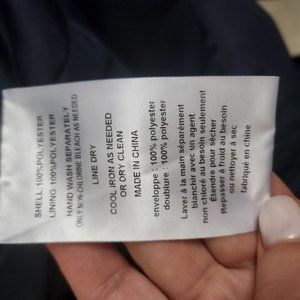 SHELL 100%POLYESTER
LINING 100%POLYESTER
HAND WASH SEPARATELY
ONLY NON-CHLORINE BLEACH AS NEEDED
LINE DRY
COOL IRON AS NEEDED
OR DRY CLEAN
MADE IN CHINA
enveloppe : 100% polyester
doublure : 100% polyester
Laver à la main séparément
blanchir avec un agent
non chloré au besoin seulement
Étendre pour sécher
Repasser à froid au besoin
ou nettoyer à sec
fabriqué en chine